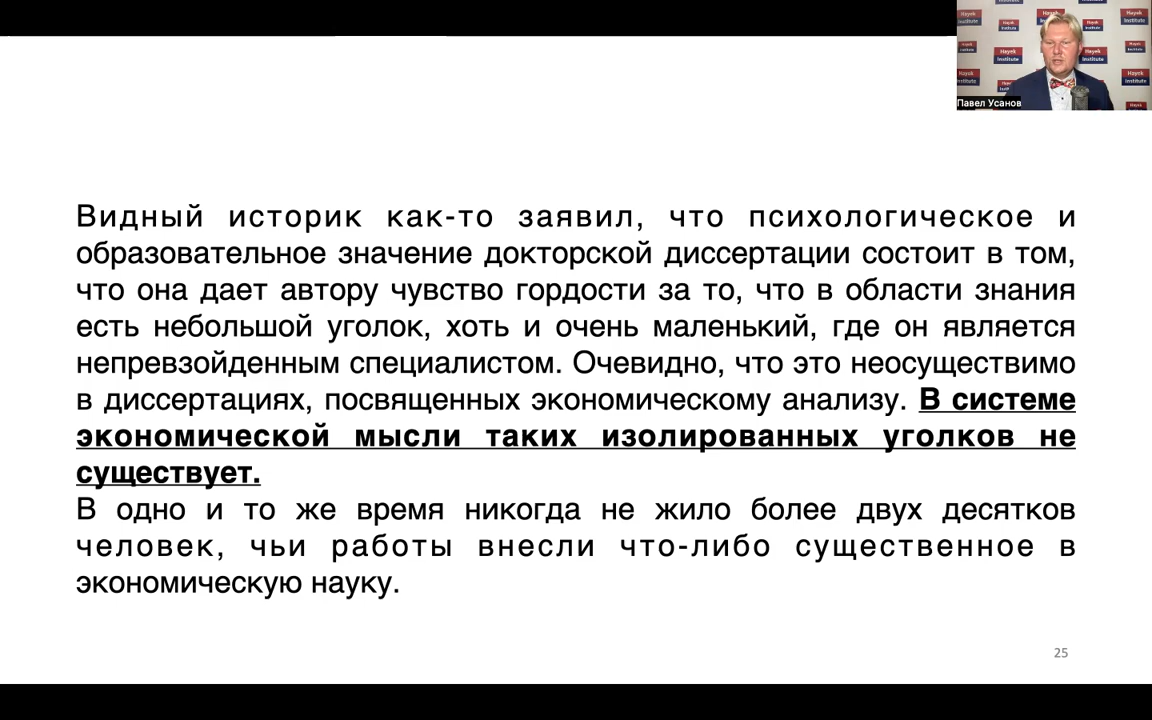 Hayek Institute
Павел Усанов
Видный историк как-то заявил, что психологическое и
образовательное значение докторской диссертации состоит в том,
что она дает автору чувство гордости за то, что в области знания
есть небольшой уголок, хоть и очень маленький, где он является
непревзойденным специалистом. Очевидно, что это неосуществимо
в диссертациях, посвященных экономическому анализу. В системе
экономической мысли таких изолированных уголков не
существует.
В одно и то же время никогда не жило более двух десятков
человек, чьи работы внесли что-либо существенное в
экономическую науку.
25